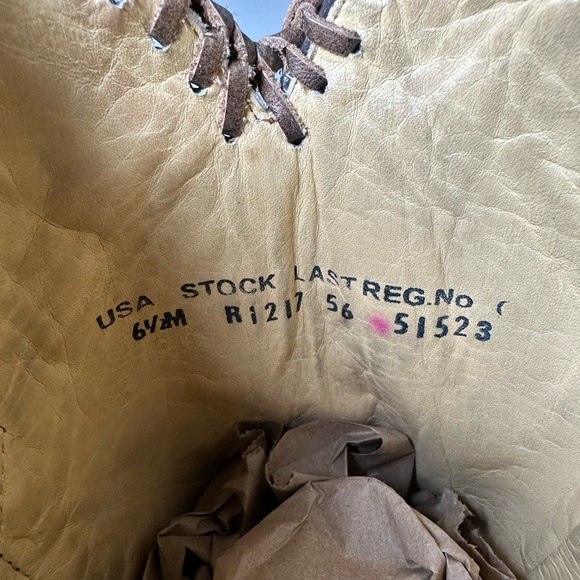 USA STOCK LAST REG.No (
6½M R1217 56 51523